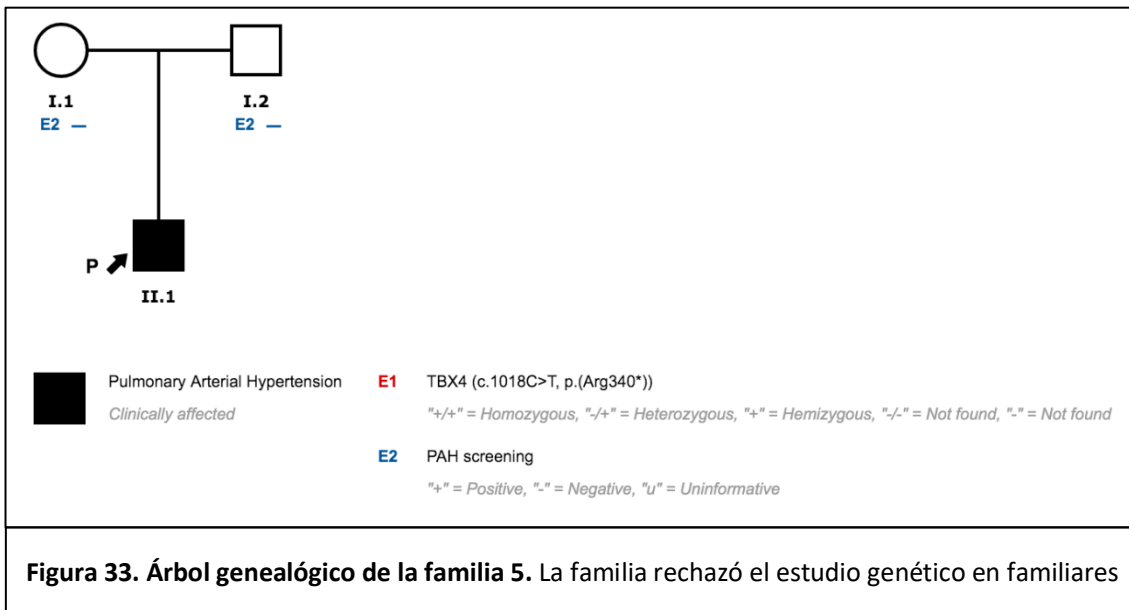 I.1 I.2
E2 — E2 —
P
II.1
Pulmonary Arterial Hypertension E1 TBX4 (c.1018C>T, p.(Arg340*))
Clinically affected "+/+" = Homozygous, "-/+" = Heterozygous, "+" = Hemizygous, "-/-" = Not found, "-" = Not found
E2 PAH screening
"+" = Positive, "-" = Negative, "u" = Uninformative
Figura 33. Árbol genealógico de la familia 5. La familia rechazó el estudio genético en familiares